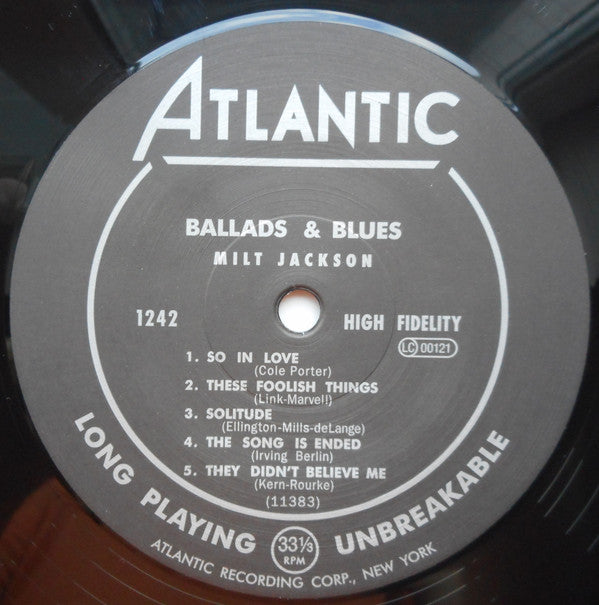 ATLANTIC
BALLADS & BLUES
MILT JACKSON
1242
HIGH FIDELITY
LC 00121
1. SO IN LOVE
(Cole Porter)
2. THESE FOOLISH THINGS
(Link-Marvell)
3. SOLITUDE
(Ellington-Mills-deLange)
4. THE SONG IS ENDED
(Irving Berlin)
5. THEY DIDN'T BELIEVE ME
(Kern-Rourke)
(11383)
LONG PLAYING 33⅓ RPM UNBREAKABLE
ATLANTIC RECORDING CORP., NEW YORK